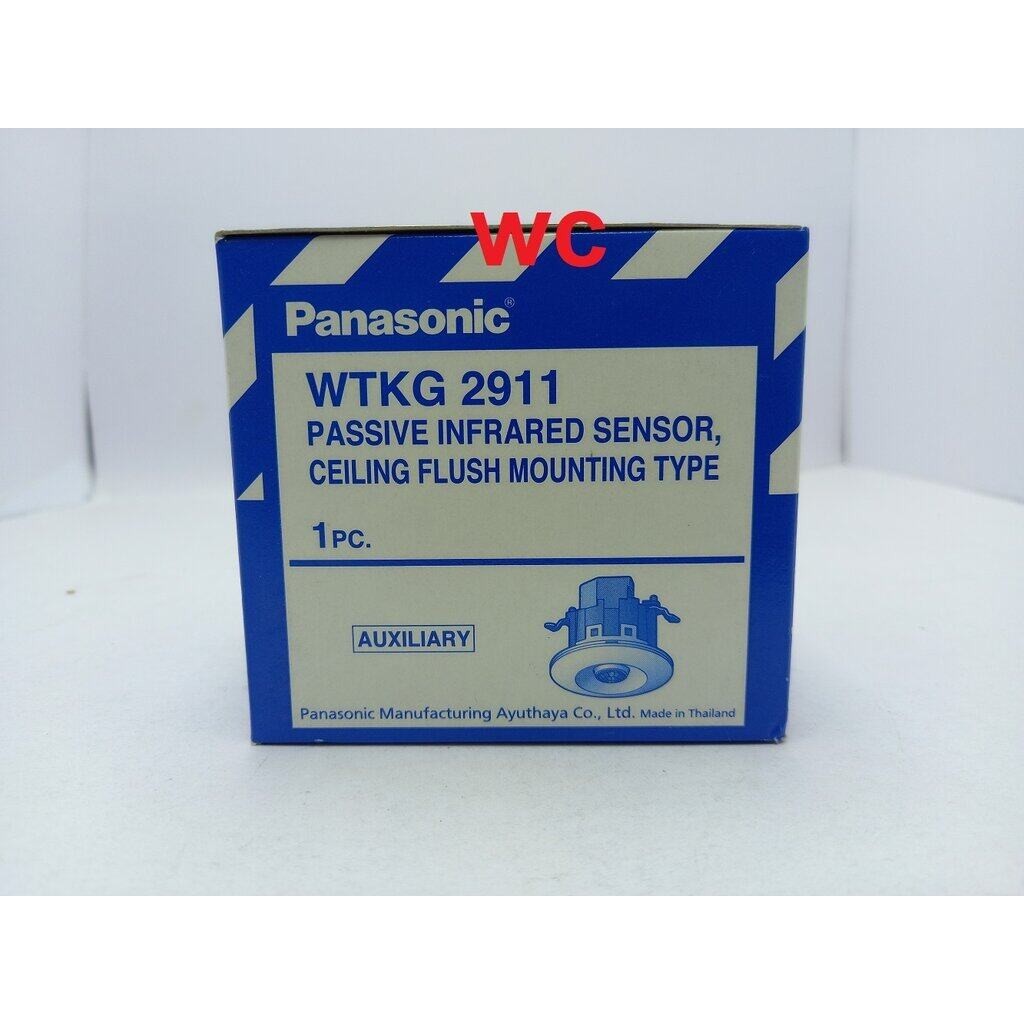 WC
Panasonic®
WTKG 2911
PASSIVE INFRARED SENSOR,
CEILING FLUSH MOUNTING TYPE
1PC.
AUXILIARY
Panasonic Manufacturing Ayuthaya Co., Ltd. Made in Thailand